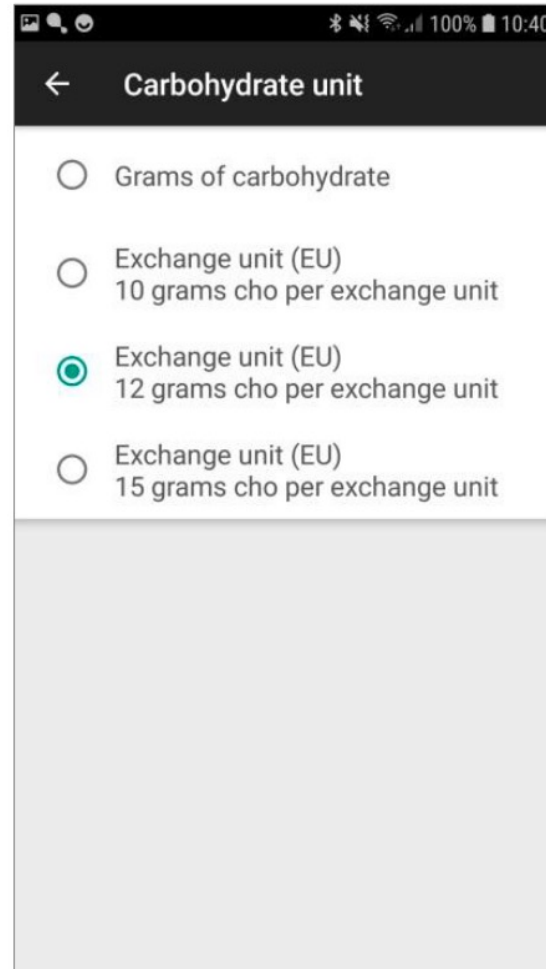 100% 10:40
Carbohydrate unit
Grams of carbohydrate
Exchange unit (EU)
10 grams cho per exchange unit
Exchange unit (EU)
12 grams cho per exchange unit
Exchange unit (EU)
15 grams cho per exchange unit